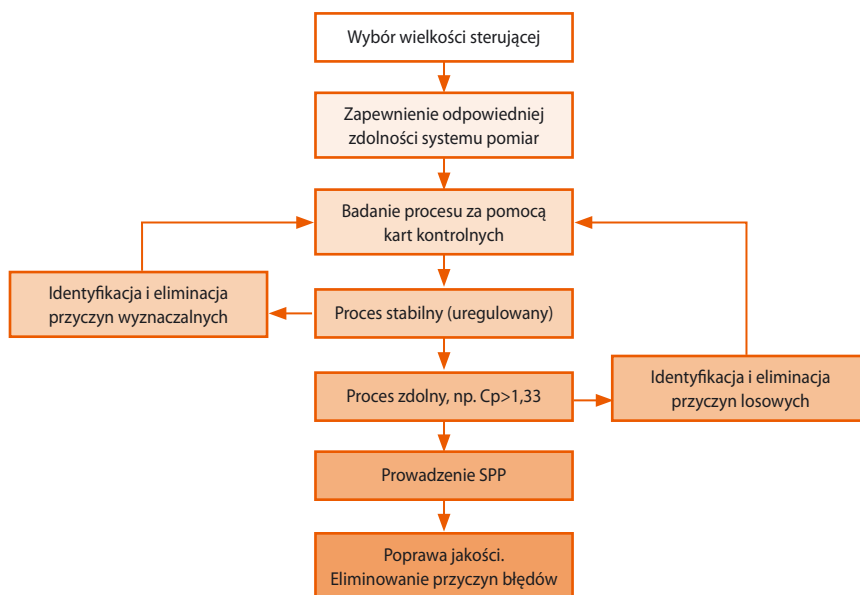 Wybór wielkości sterującej
Zapewnienie odpowiedniej
zdolności systemu pomiar
Badanie procesu za pomocą
kart kontrolnych
Identyfikacja i eliminacja
przyczyn wyznaczalnych
Proces stabilny (uregulowany)
Proces zdolny, np. Cp>1,33
Identyfikacja i eliminacja
przyczyn losowych
Prowadzenie SPP
Poprawa jakości.
Eliminowanie przyczyn błędów